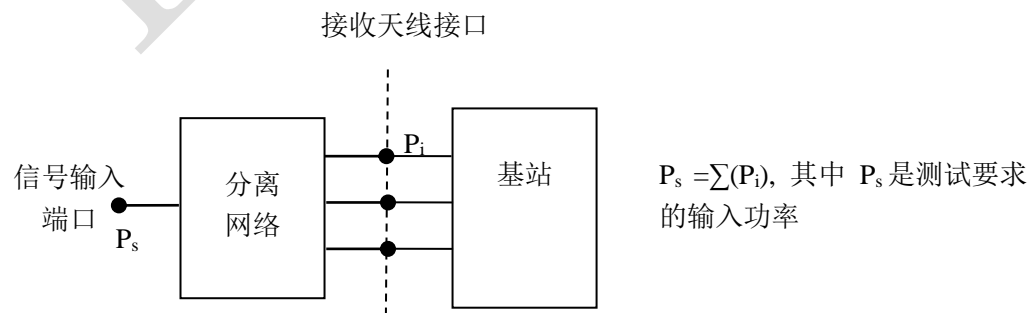 接收天线接口
Pi
信号输入
端口
Ps
分离
网络
基站
Ps =∑(Pi), 其中 Ps是测试要求
的输入功率